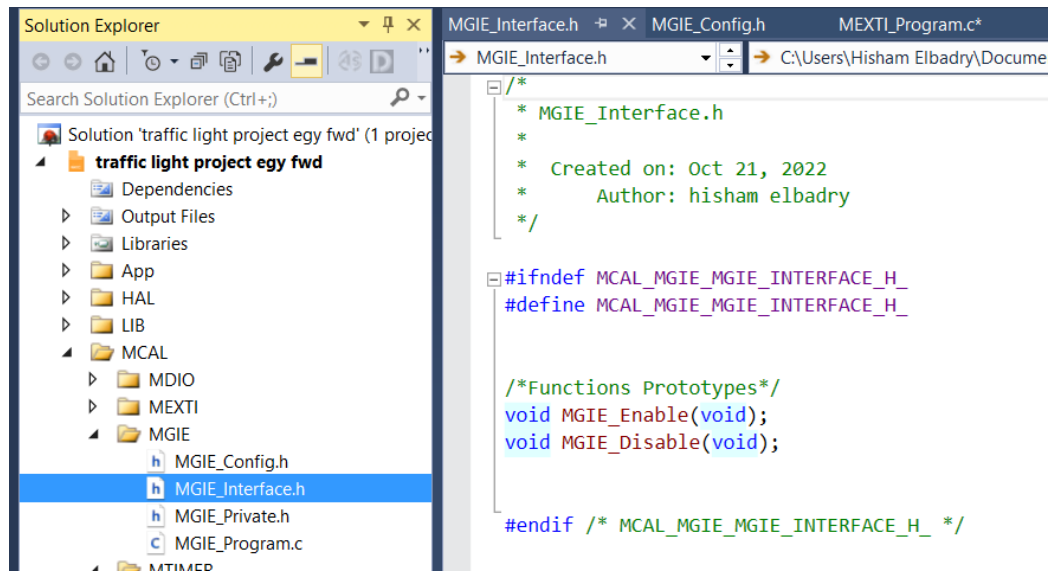 Solution Explorer
Search Solution Explorer (Ctrl+;)
Solution 'traffic light project egy fwd' (1 projec
traffic light project egy fwd
Dependencies
Output Files
Libraries
App
HAL
LIB
MCAL
MDIO
MEXTI
MGIE
MGIE_Config.h
MGIE_Interface.h
MGIE_Private.h
MGIE_Program.c
MTIMER
MGIE_Interface.h MGIE_Config.h MEXTI_Program.c*
MGIE_Interface.h C:\Users\Hisham Elbadry\Docume
/*
* MGIE_Interface.h
*
* Created on: Oct 21, 2022
* Author: hisham elbadry
*/
#ifndef MCAL_MGIE_MGIE_INTERFACE_H_
#define MCAL_MGIE_MGIE_INTERFACE_H_
/*Functions Prototypes*/
void MGIE_Enable(void);
void MGIE_Disable(void);
#endif /* MCAL_MGIE_MGIE_INTERFACE_H_ */